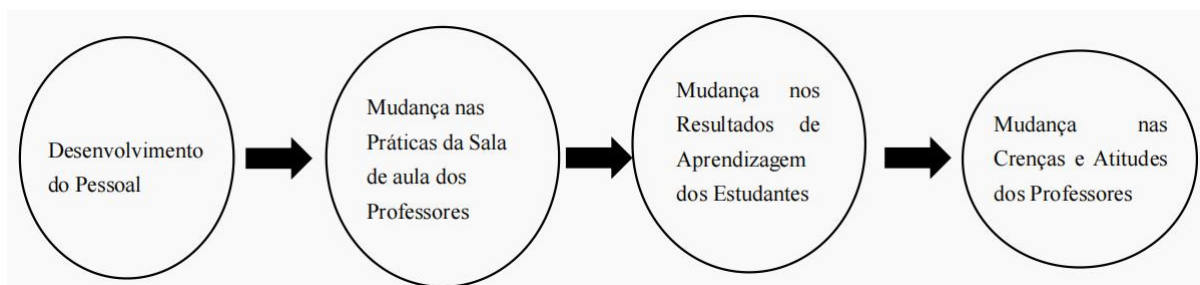 Desenvolvimento
do Pessoal
Mudança nas
Práticas da Sala
de aula dos
Professores
Mudança nos
Resultados de
Aprendizagem
dos Estudantes
Mudança nas
Crenças e Atitudes
dos Professores